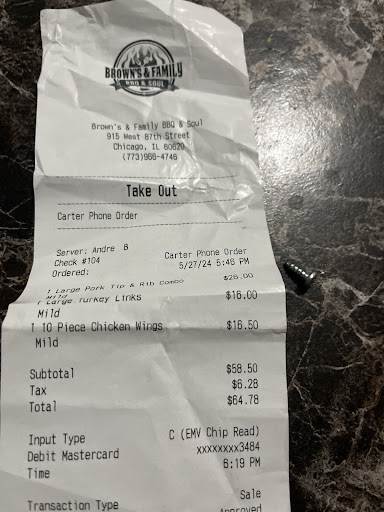 BROWN'S & FAMILY
BBQ & SOUL
Brown's & Family BBQ & Soul
915 West 87th Street
Chicago, IL 60620
(773)966-4746
Take Out
Carter Phone Order
Server: Andre B
Carter Phone Order
Check #104
5/27/24 5:46 PM
Ordered:
1 Large Pork Tip & Rib Combo $26.00
Mild
1 Large Turkey Links $16.00
Mild
1 10 Piece Chicken Wings $16.50
Mild
Subtotal $58.50
Tax $6.28
Total $64.78
Input Type C (EMV Chip Read)
Debit Mastercard xxxxxxxx3484
Time 6:19 PM
Transaction Type Sale
Approved